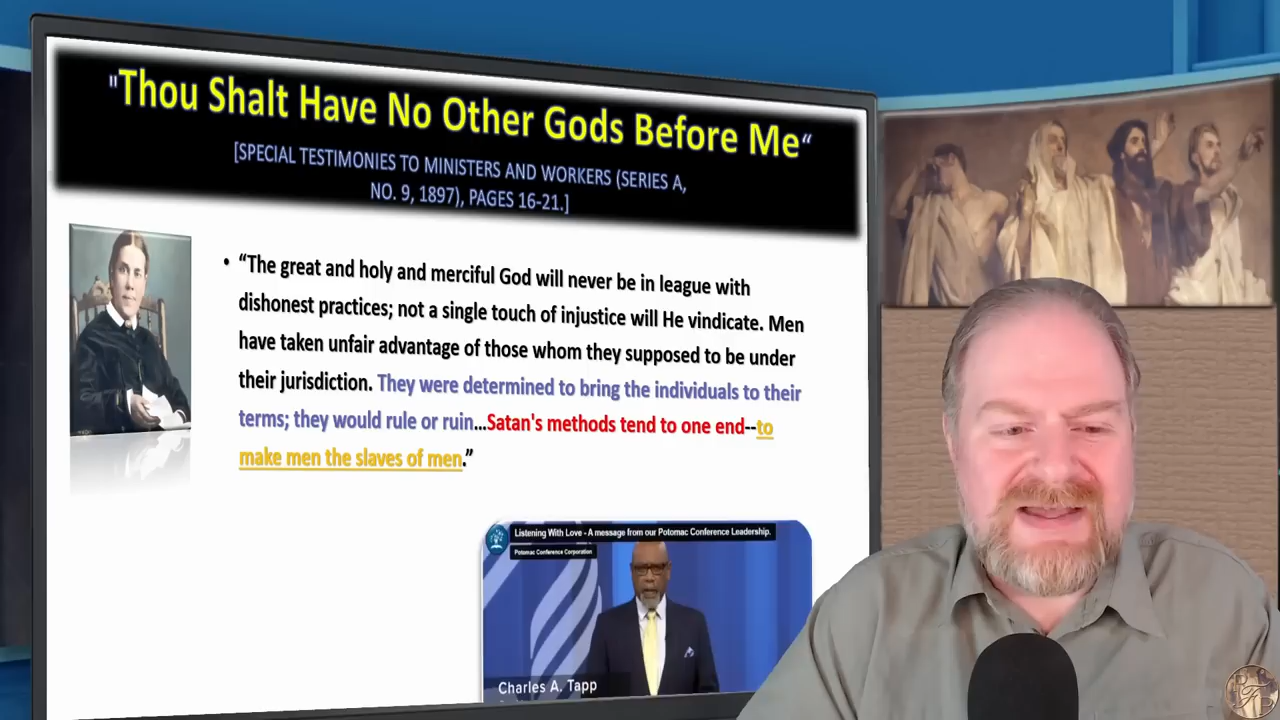 "Thou Shalt Have No Other Gods Before Me“
[SPECIAL TESTIMONIES TO MINISTERS AND WORKERS (SERIES A,
NO. 9, 1897), PAGES 16-21.]
• “The great and holy and merciful God will never be in league with
dishonest practices; not a single touch of injustice will He vindicate. Men
have taken unfair advantage of those whom they supposed to be under
their jurisdiction. They were determined to bring the individuals to their
terms; they would rule or ruin...Satan's methods tend to one end--to
make men the slaves of men.”
Listening With Love - A message from our Potomac Conference Leadership.
Potomac Conference Corporation
Charles A. Tapp